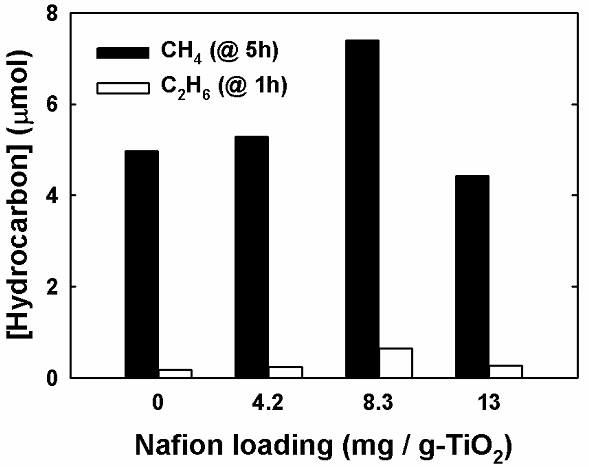 [Hydrocarbon] (μmol)
8
6
4
2
0
CH₄ (@ 5h)
C₂H₆ (@ 1h)
0 4.2 8.3 13
Nafion loading (mg / g-TiO₂)